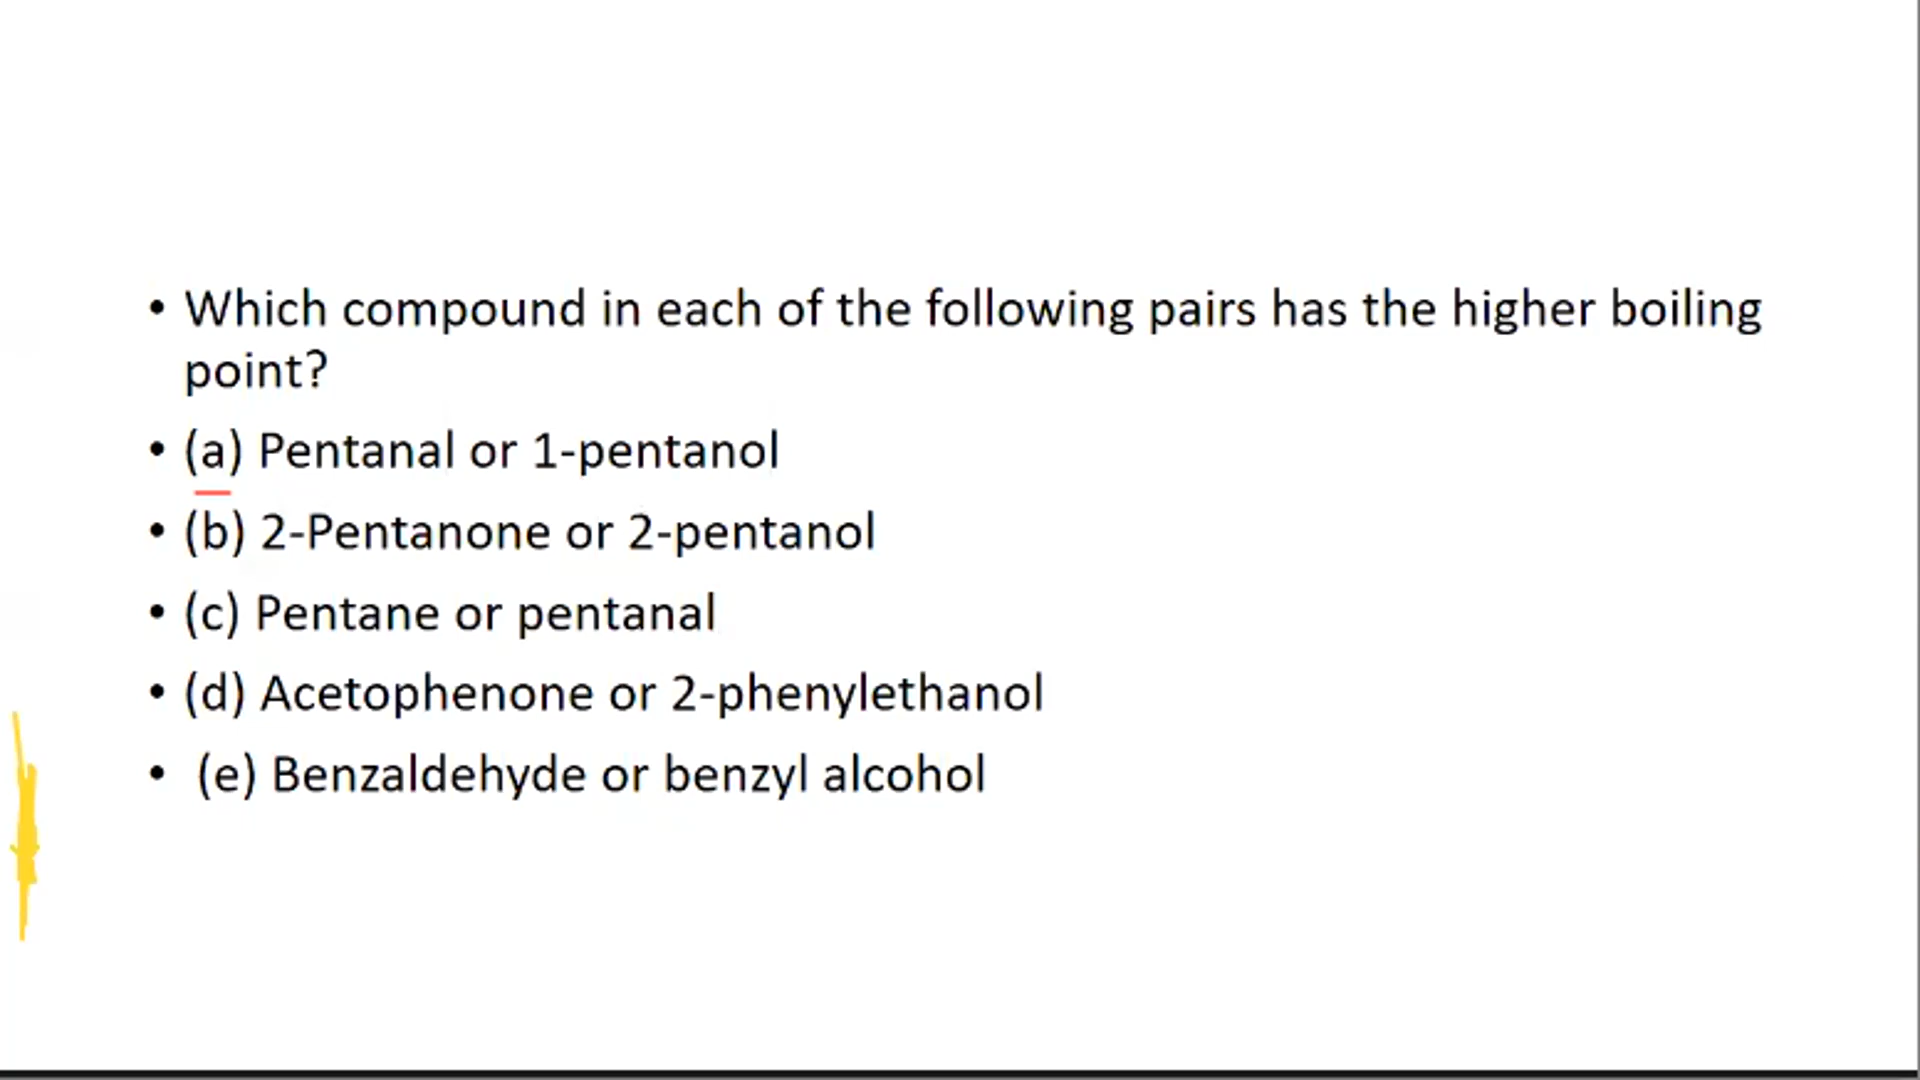 • Which compound in each of the following pairs has the higher boiling
point?
• (a) Pentanal or 1-pentanol
• (b) 2-Pentanone or 2-pentanol
• (c) Pentane or pentanal
• (d) Acetophenone or 2-phenylethanol
• (e) Benzaldehyde or benzyl alcohol